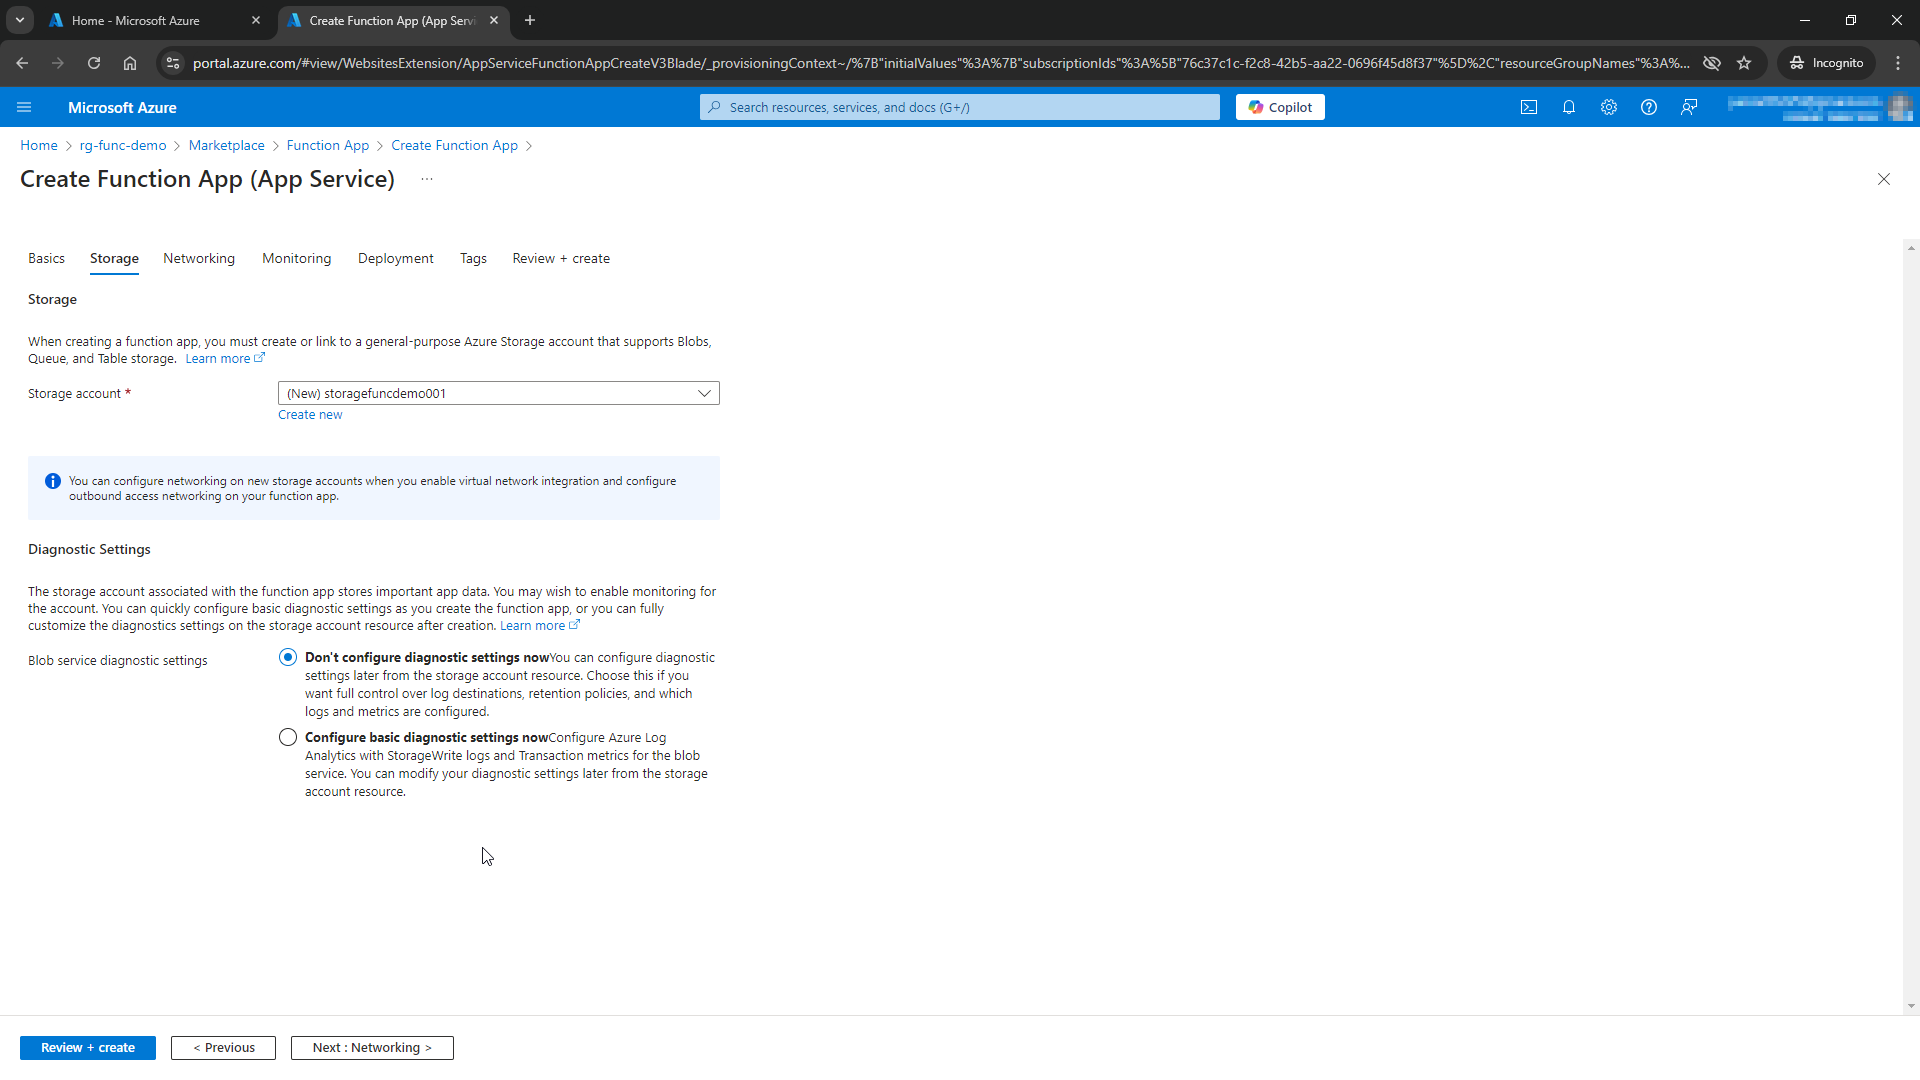 Home - Microsoft Azure
Create Function App (App Servi
portal.azure.com/#view/WebsitesExtension/AppServiceFunctionAppCreateV3Blade/_provisioningContext~/%7B"initialValues"%3A%7B"subscriptionIds"%3A%5B"76c37c1c-f2c8-42b5-aa22-0696f45d8f37"%5D%2C"resourceGroupNames"%3A%...
Incognito
Microsoft Azure
Search resources, services, and docs (G+/)
Copilot
Home > rg-func-demo > Marketplace > Function App > Create Function App >
Create Function App (App Service) ...
Basics Storage Networking Monitoring Deployment Tags Review + create
Storage
When creating a function app, you must create or link to a general-purpose Azure Storage account that supports Blobs,
Queue, and Table storage. Learn more
Storage account *
(New) storagefuncdemo001
Create new
You can configure networking on new storage accounts when you enable virtual network integration and configure
outbound access networking on your function app.
Diagnostic Settings
The storage account associated with the function app stores important app data. You may wish to enable monitoring for
the account. You can quickly configure basic diagnostic settings as you create the function app, or you can fully
customize the diagnostics settings on the storage account resource after creation. Learn more
Blob service diagnostic settings
Don't configure diagnostic settings nowYou can configure diagnostic
settings later from the storage account resource. Choose this if you
want full control over log destinations, retention policies, and which
logs and metrics are configured.
Configure basic diagnostic settings nowConfigure Azure Log
Analytics with StorageWrite logs and Transaction metrics for the blob
service. You can modify your diagnostic settings later from the storage
account resource.
Review + create
< Previous
Next : Networking >